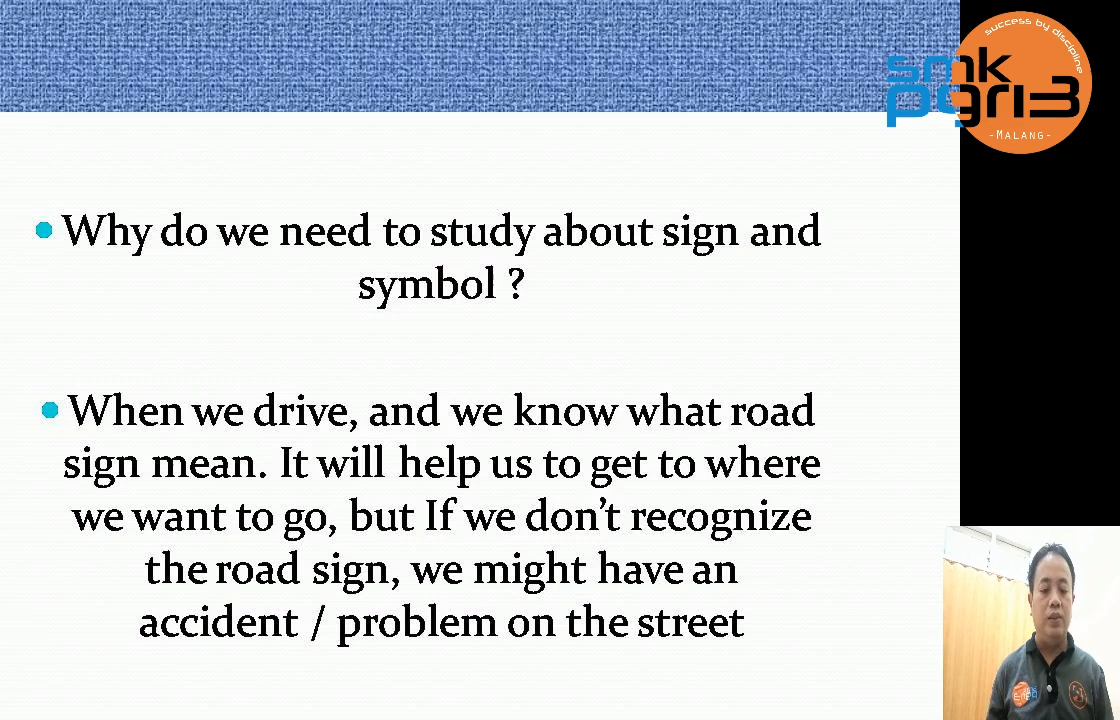 success by discipline
smk
pgri3
-MALANG-
Why do we need to study about sign and
symbol ?
When we drive, and we know what road
sign mean. It will help us to get to where
we want to go, but If we don’t recognize
the road sign, we might have an
accident / problem on the street